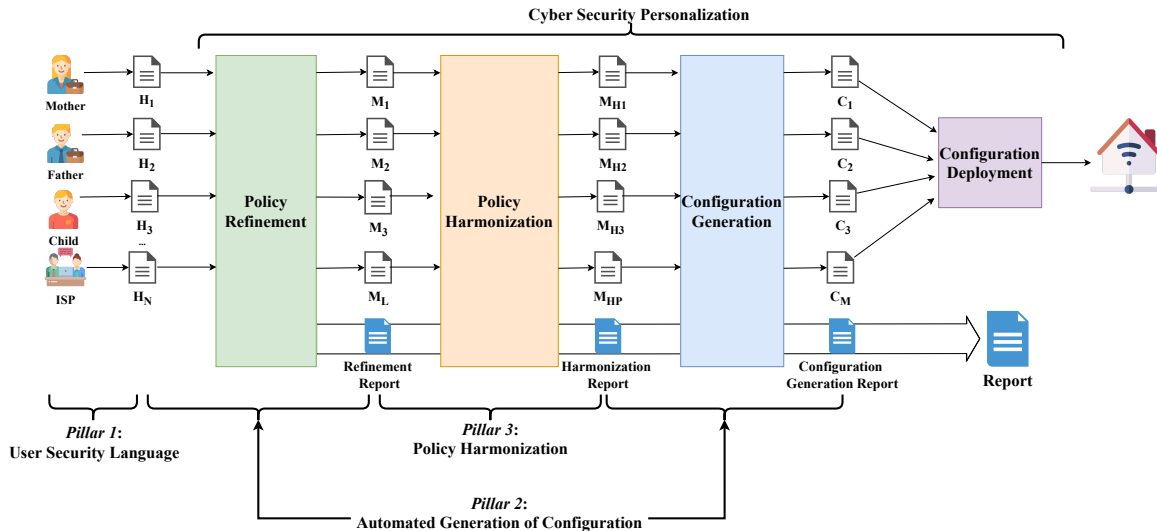 Cyber Security Personalization
Mother
H1
M1
MH1
C1
Father
H2
M2
MH2
C2
Child
H3
...
M3
MH3
C3
ISP
HN
ML
MHP
CM
Policy
Refinement
Policy
Harmonization
Configuration
Generation
Configuration
Deployment
Refinement
Report
Harmonization
Report
Configuration
Generation Report
Report
Pillar 1:
User Security Language
Pillar 3:
Policy Harmonization
Pillar 2:
Automated Generation of Configuration